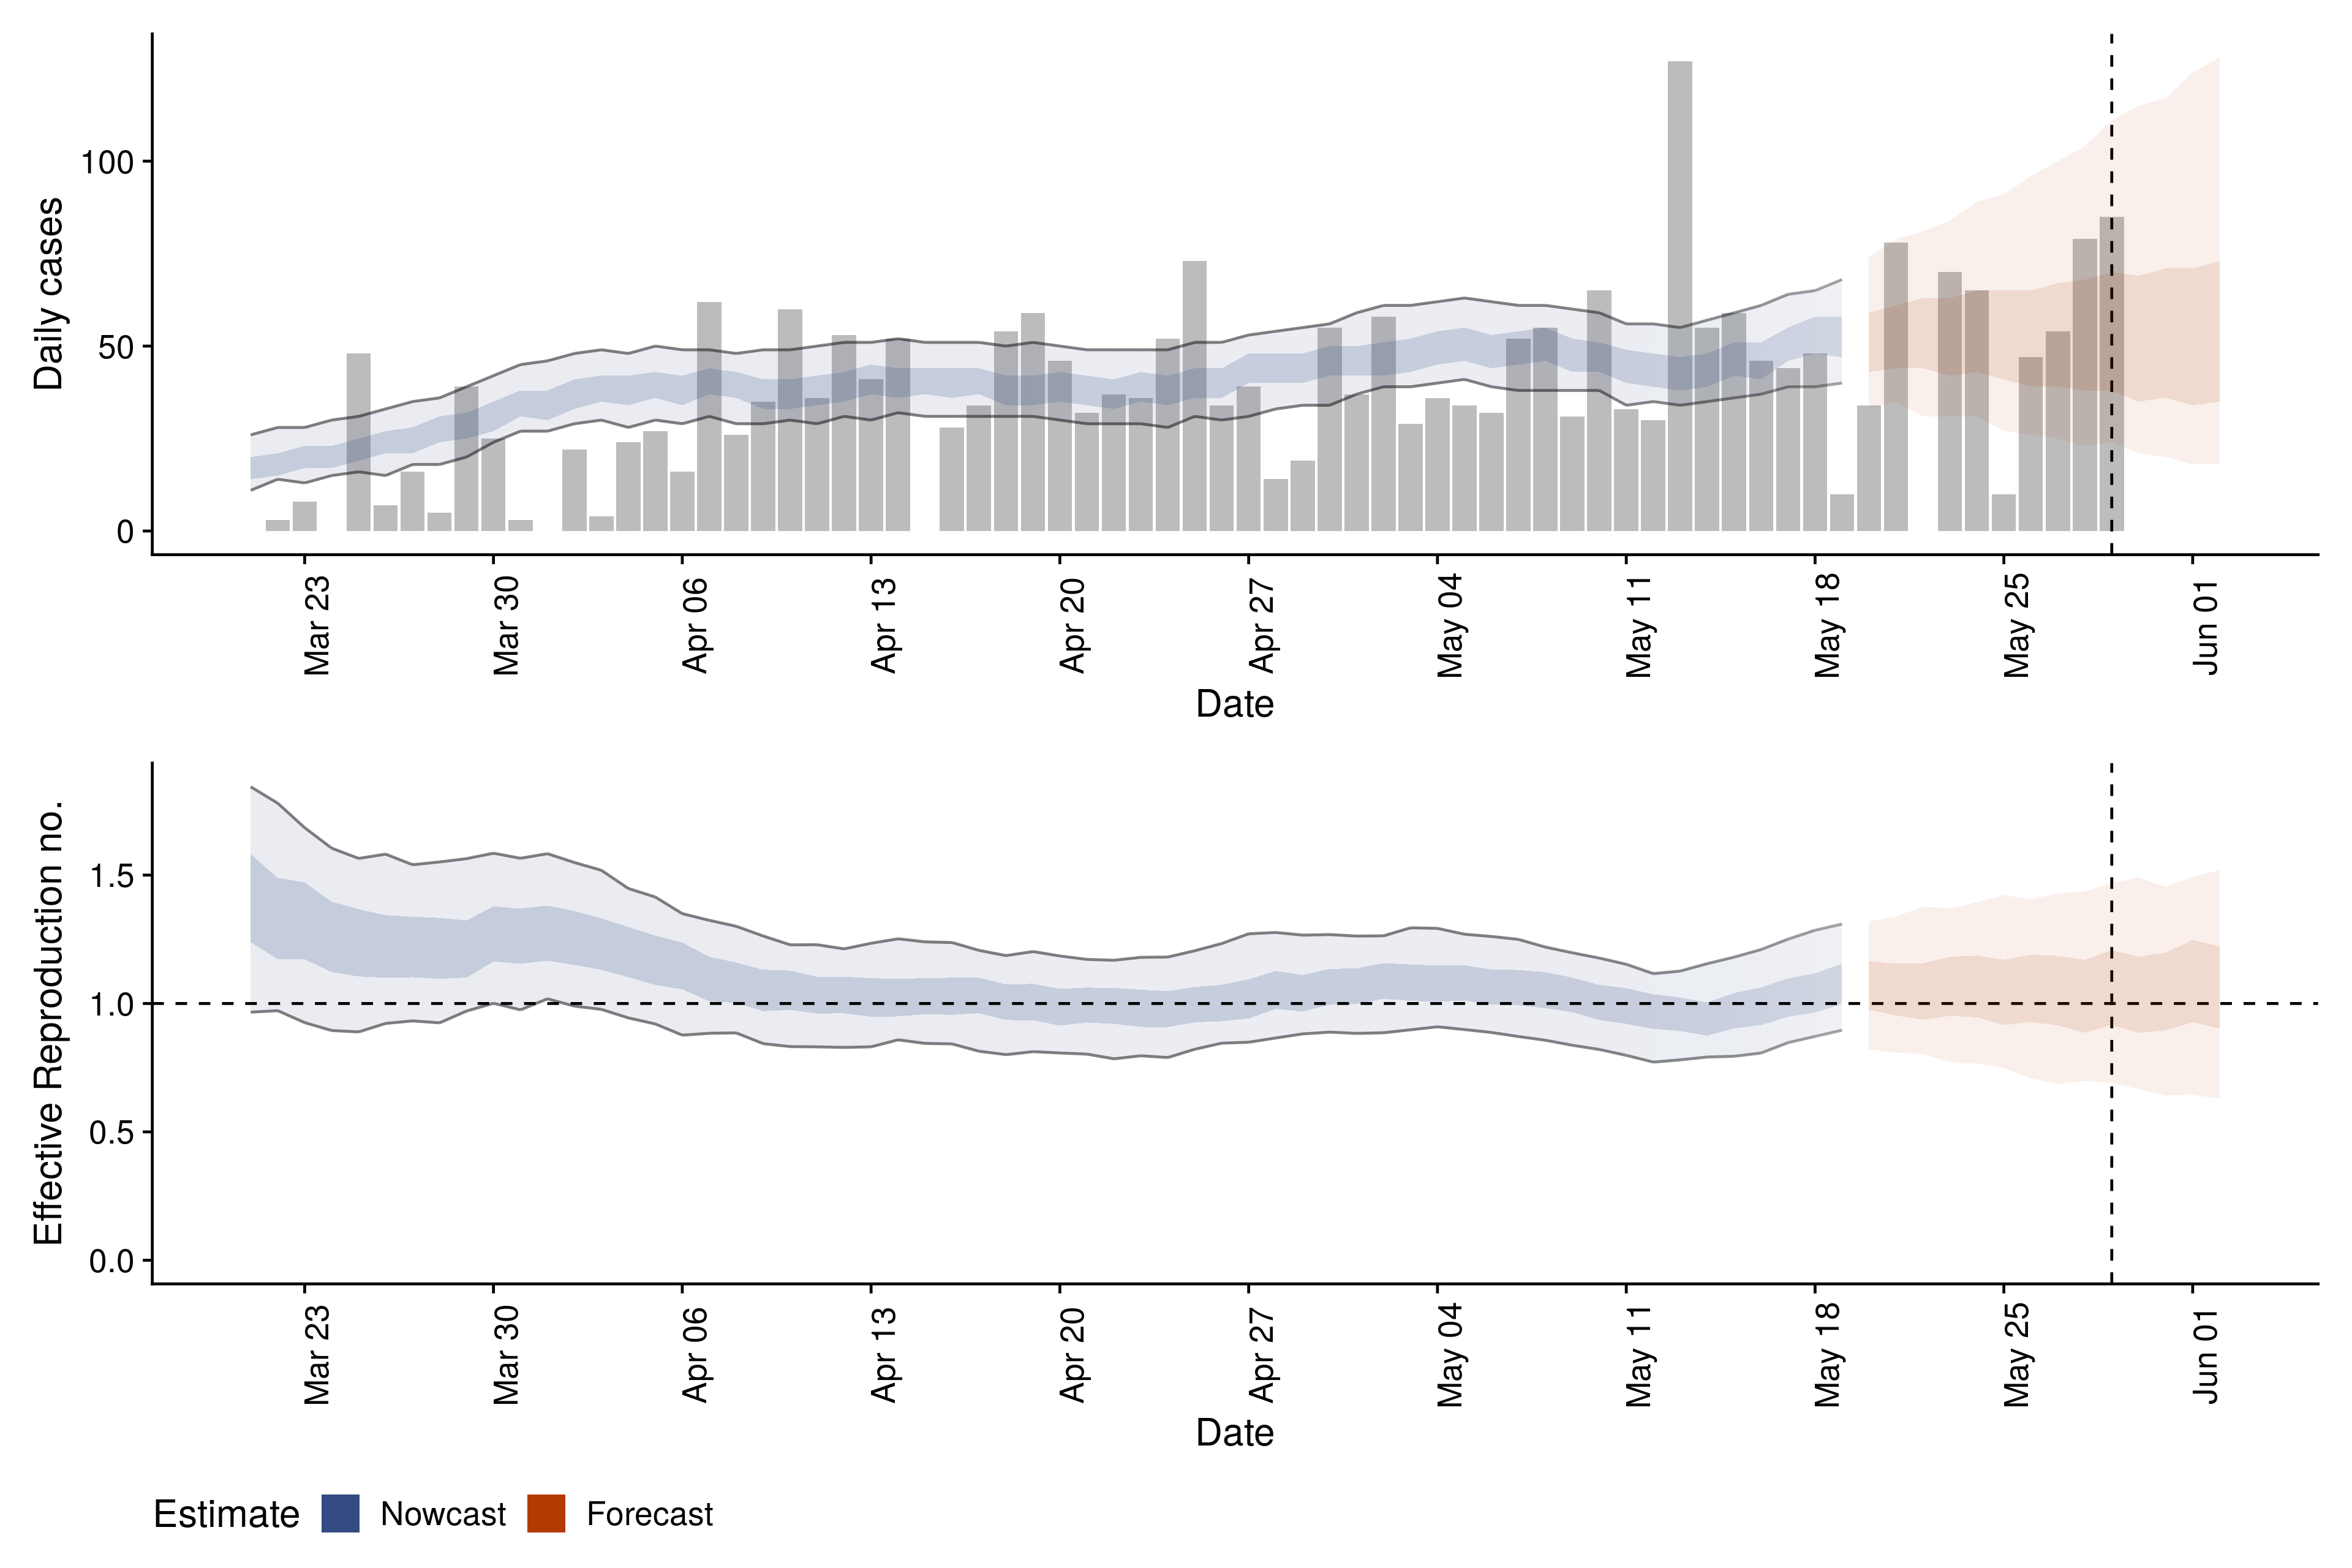 Daily cases
100
50
0
Mar 23
Mar 30
Apr 06
Apr 13
Apr 20
Apr 27
May 04
May 11
May 18
May 25
Jun 01
Date
Effective Reproduction no.
1.5
1.0
0.5
0.0
Mar 23
Mar 30
Apr 06
Apr 13
Apr 20
Apr 27
May 04
May 11
May 18
May 25
Jun 01
Date
Estimate Nowcast Forecast